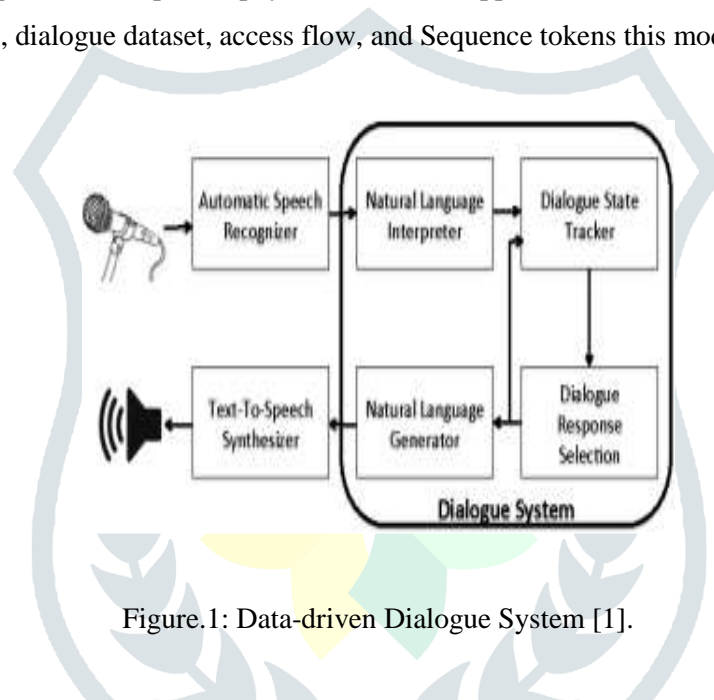 , dialogue dataset, access flow, and Sequence tokens this mod
Automatic Speech
Recognizer
Natural Language
Interpreter
Dialogue State
Tracker
Text-To-Speech
Synthesizer
Natural Language
Generator
Dialogue
Response
Selection
Dialogue System
Figure.1: Data-driven Dialogue System [1].